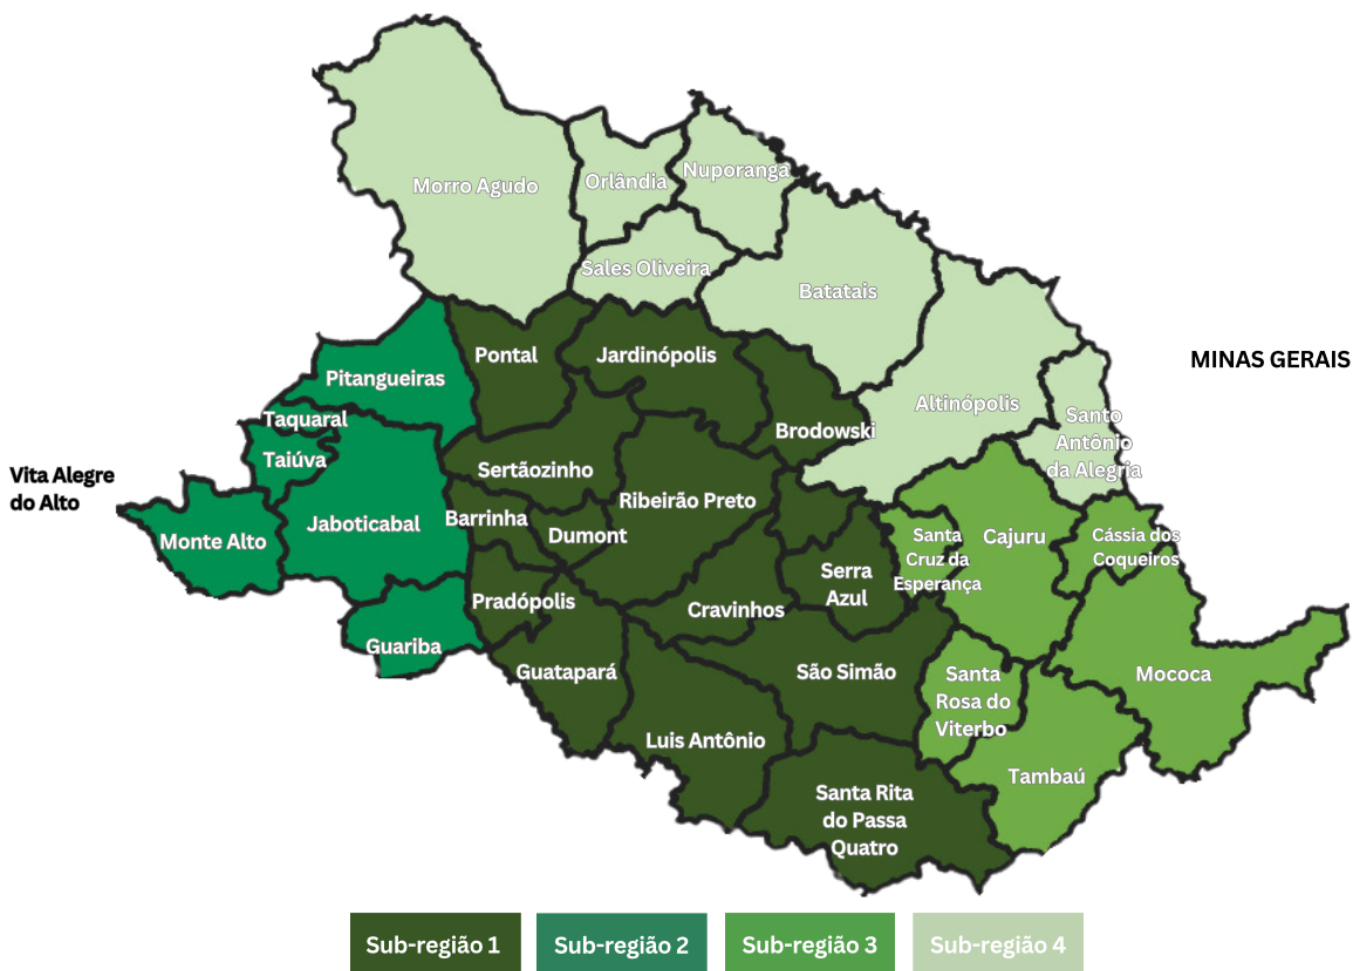 Morro Agudo
Orlândia
Nuporanga
Sales Oliveira
Batatais
MINAS GERAIS
Pontal
Jardinópolis
Pitangueiras
Altinópolis
Taquaral
Santo
Antônio
da Alegria
Brodowski
Taiúva
Sertãozinho
Vita Alegre
do Alto
Ribeirão Preto
Jaboticabal
Barrinha
Dumont
Monte Alto
Santa
Cruz da
Esperança
Cajuru
Cássia dos
Coqueiros
Serra
Azul
Pradópolis
Cravinhos
Guariba
Guatapará
São Simão
Santa
Rosa do
Viterbo
Mococa
Luis Antônio
Tambaú
Santa Rita
do Passa
Quatro
Sub-região 1
Sub-região 2
Sub-região 3
Sub-região 4